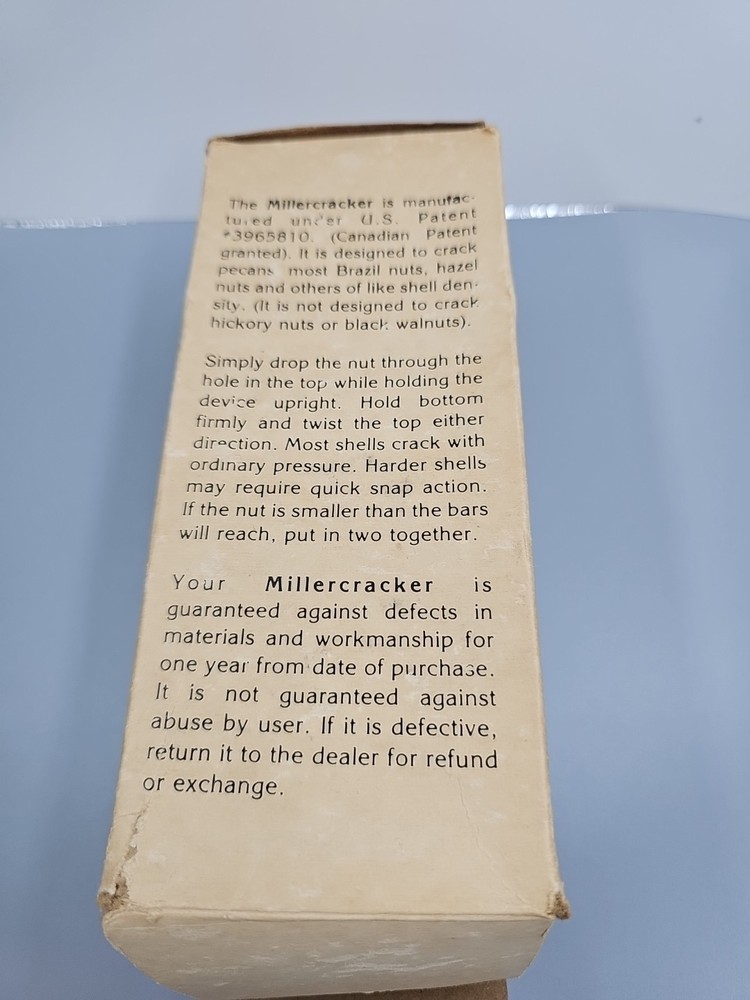 The Millercracker is manufac-
tured under U.S. Patent
#3965810. (Canadian Patent
granted). It is designed to crack
pecans most Brazil nuts, hazel
nuts and others of like shell den-
sity. (It is not designed to crack
hickory nuts or black walnuts).
Simply drop the nut through the
hole in the top while holding the
device upright. Hold bottom
firmly and twist the top either
direction. Most shells crack with
ordinary pressure. Harder shells
may require quick snap action.
If the nut is smaller than the bars
will reach, put in two together.
Your Millercracker is
guaranteed against defects in
materials and workmanship for
one year from date of purchase.
It is not guaranteed against
abuse by user. If it is defective,
return it to the dealer for refund
or exchange.